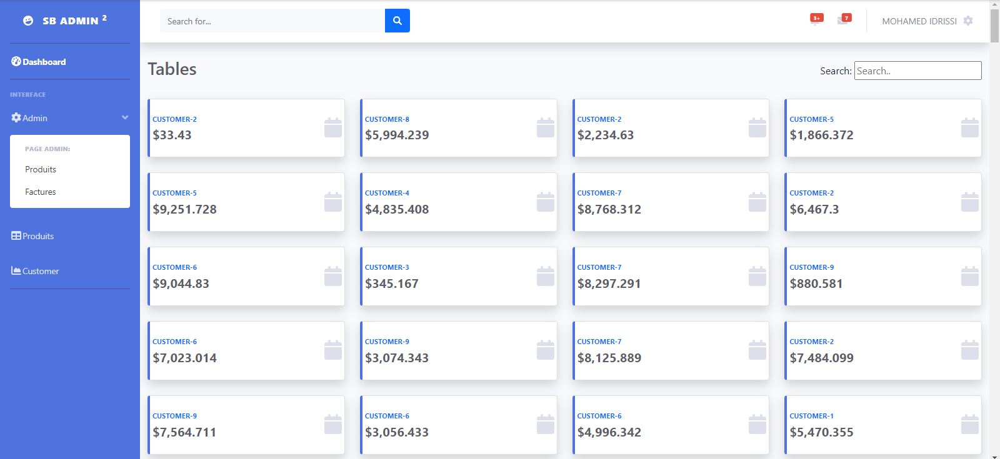 SB ADMIN 2
Search for...
3+
7
MOHAMED IDRISSI
Dashboard
INTERFACE
Admin
PAGE ADMIN:
Produits
Factures
Produits
Customer
Tables
Search: Search..
CUSTOMER-2
$33.43
CUSTOMER-8
$5,994.239
CUSTOMER-2
$2,234.63
CUSTOMER-5
$1,866.372
CUSTOMER-5
$9,251.728
CUSTOMER-4
$4,835.408
CUSTOMER-7
$8,768.312
CUSTOMER-2
$6,467.3
CUSTOMER-6
$9,044.83
CUSTOMER-3
$345.167
CUSTOMER-7
$8,297.291
CUSTOMER-9
$880.581
CUSTOMER-6
$7,023.014
CUSTOMER-9
$3,074.343
CUSTOMER-7
$8,125.889
CUSTOMER-2
$7,484.099
CUSTOMER-9
$7,564.711
CUSTOMER-6
$3,056.433
CUSTOMER-6
$4,996.342
CUSTOMER-1
$5,470.355